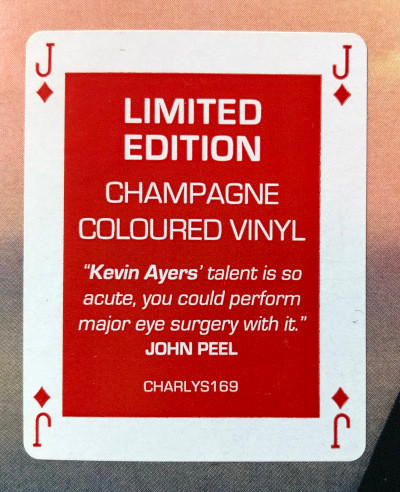 J J
LIMITED
EDITION
CHAMPAGNE
COLOURED VINYL
“Kevin Ayers’ talent is so
acute, you could perform
major eye surgery with it.”
JOHN PEEL
CHARLYS169
J J